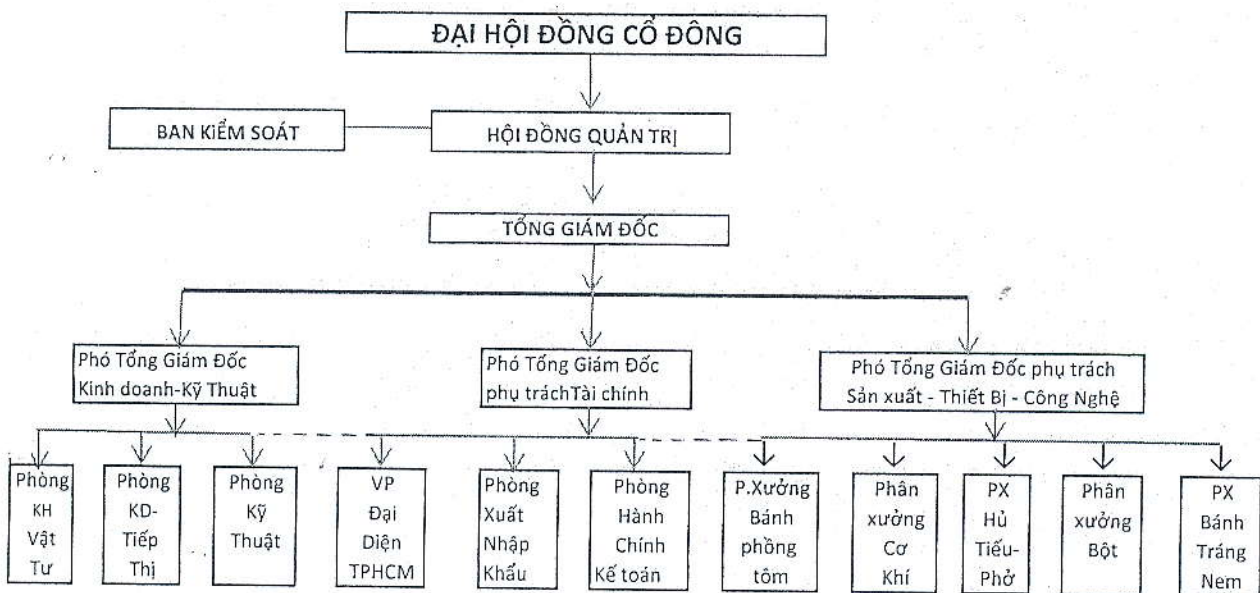 ĐẠI HỘI ĐỒNG CỔ ĐÔNG
BAN KIỂM SOÁT
HỘI ĐỒNG QUẢN TRỊ
TỔNG GIÁM ĐỐC
Phó Tổng Giám Đốc
Kinh doanh-Kỹ Thuật
Phó Tổng Giám Đốc
phụ tráchTài chính
Phó Tổng Giám Đốc phụ trách
Sản xuất - Thiết Bị - Công Nghệ
Phòng
KH
Vật
Tư
Phòng
KD-
Tiếp
Thị
Phòng
Kỹ
Thuật
VP
Đại
Diện
TPHCM
Phòng
Xuất
Nhập
Khẩu
Phòng
Hành
Chính
Kế toán
P.Xưởng
Bánh
phồng
tôm
Phân
xưởng
Cơ
Khí
PX
Hủ
Tiếu-
Phở
Phân
xưởng
Bột
PX
Bánh
Tráng
Nem